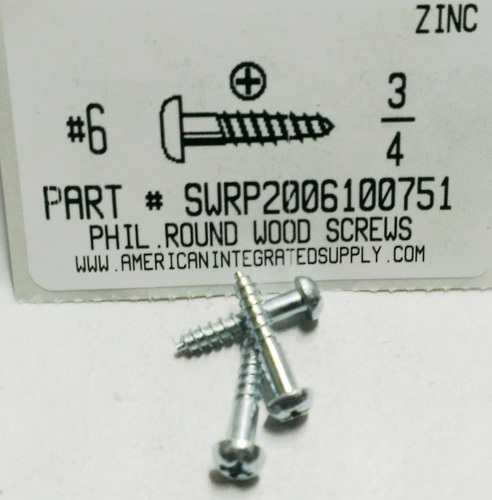 ZINC
#6 3/4
PART # SWRP2006100751
PHIL.ROUND WOOD SCREWS
WWW.AMERICANINTEGRATEDSUPPLY.COM